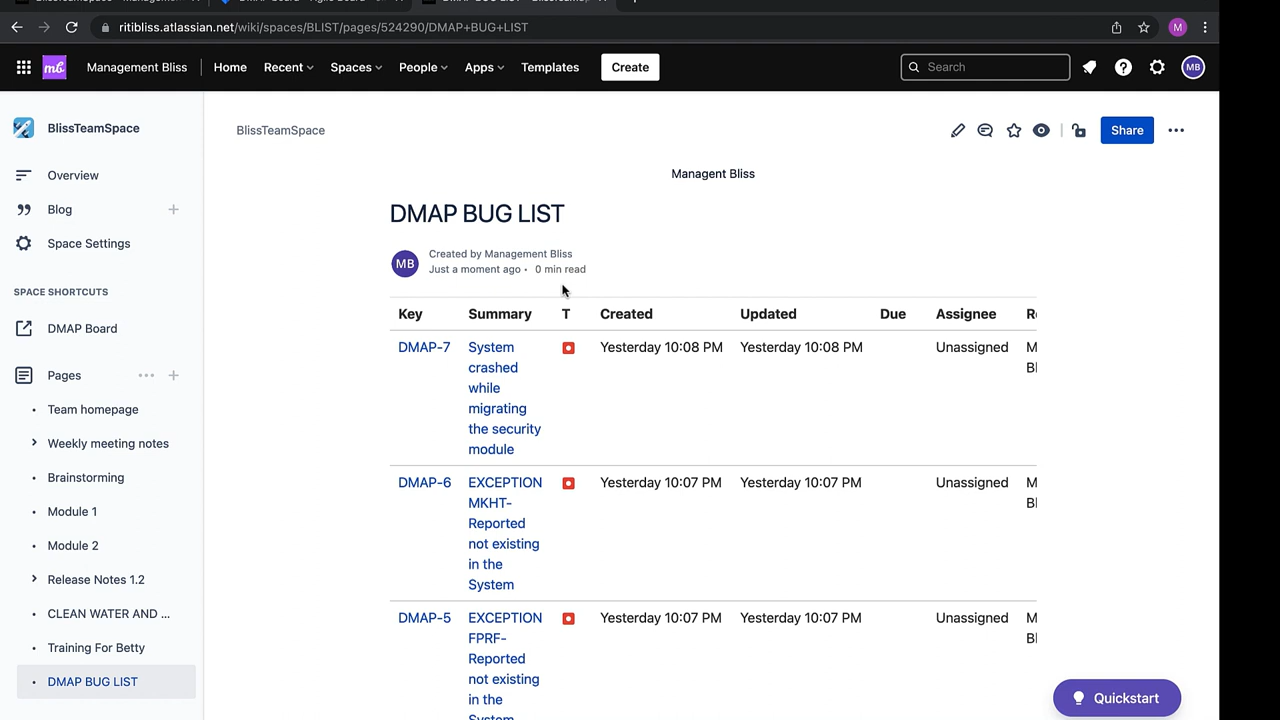 ritibliss.atlassian.net/wiki/spaces/BLIST/pages/524290/DMAP+BUG+LIST
M
mb Management Bliss Home Recent Spaces People Apps Templates Create Search MB
BlissTeamSpace
Overview
Blog
Space Settings
SPACE SHORTCUTS
DMAP Board
Pages
Team homepage
Weekly meeting notes
Brainstorming
Module 1
Module 2
Release Notes 1.2
CLEAN WATER AND ...
Training For Betty
DMAP BUG LIST
BlissTeamSpace
Share
Managent Bliss
DMAP BUG LIST
MB
Created by Management Bliss
Just a moment ago • 0 min read
Key Summary T Created Updated Due Assignee
DMAP-7 System Yesterday 10:08 PM Yesterday 10:08 PM Unassigned
crashed
while
migrating
the security
module
DMAP-6 EXCEPTION Yesterday 10:07 PM Yesterday 10:07 PM Unassigned
MKHT-
Reported
not existing
in the
System
DMAP-5 EXCEPTION Yesterday 10:07 PM Yesterday 10:07 PM Unassigned
FPRF-
Reported
not existing
in the
System
Quickstart